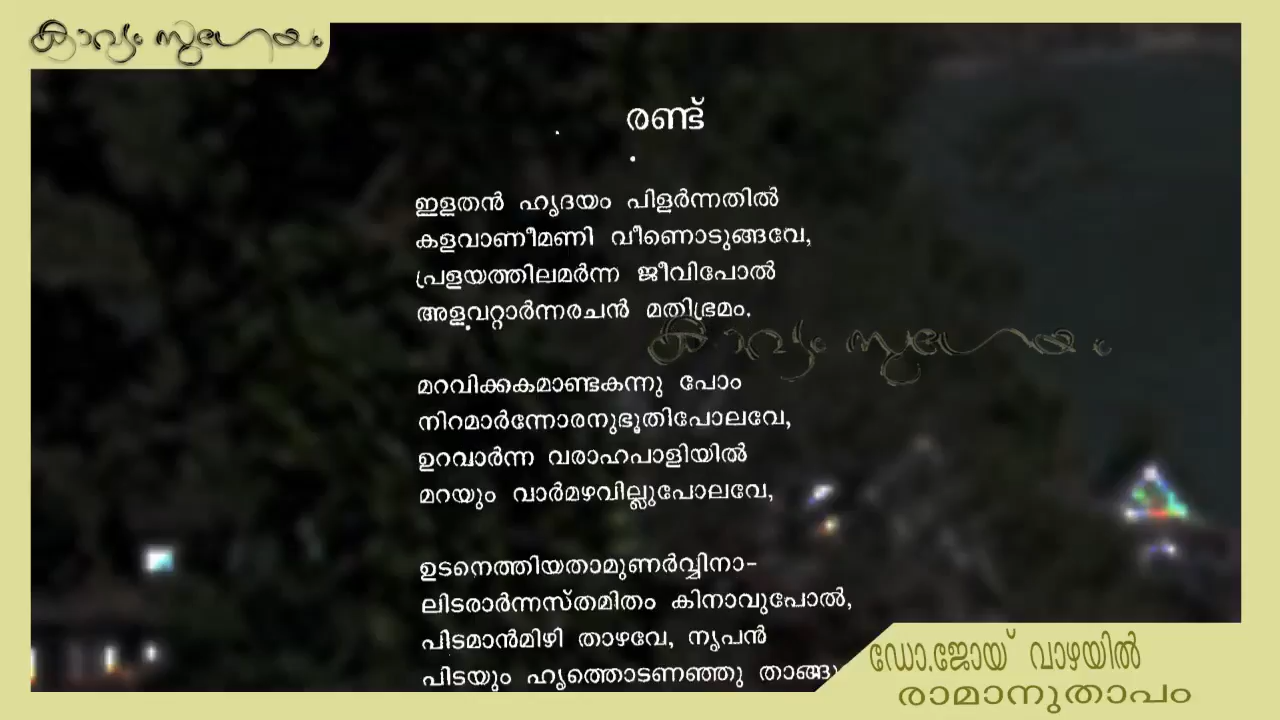 കാവ്യം സുഗേയം
രണ്ട്
ഇളതൻ ഹൃദയം പിളർന്നതിൽ
കളവാണീമണി വീണൊടുങ്ങവേ,
പ്രളയത്തിലമർന്ന ജീവിപോൽ
അളവറ്റാർന്നരചൻ മതിഭ്രമം.
കാവ്യം സുഗേയം
മറവിക്കകമാണ്ടകന്നു പോം
നിറമാർന്നോരനുഭൂതിപോലവേ,
ഉറവാർന്ന വരാഹപാളിയിൽ
മറയും വാർമഴവില്ലുപോലവേ,
ഉടനെത്തിയതാമുണർവ്വിനാ-
ലിടരാർന്നസ്തമിതം കിനാവുപോൽ,
പിടമാൻമിഴി താഴവേ, നൃപൻ
പിടയും ഹൃത്തൊടണഞ്ഞു താങ്ങു
ഡോ.ജോയ് വാഴയിൽ
രാമാനുതാപം